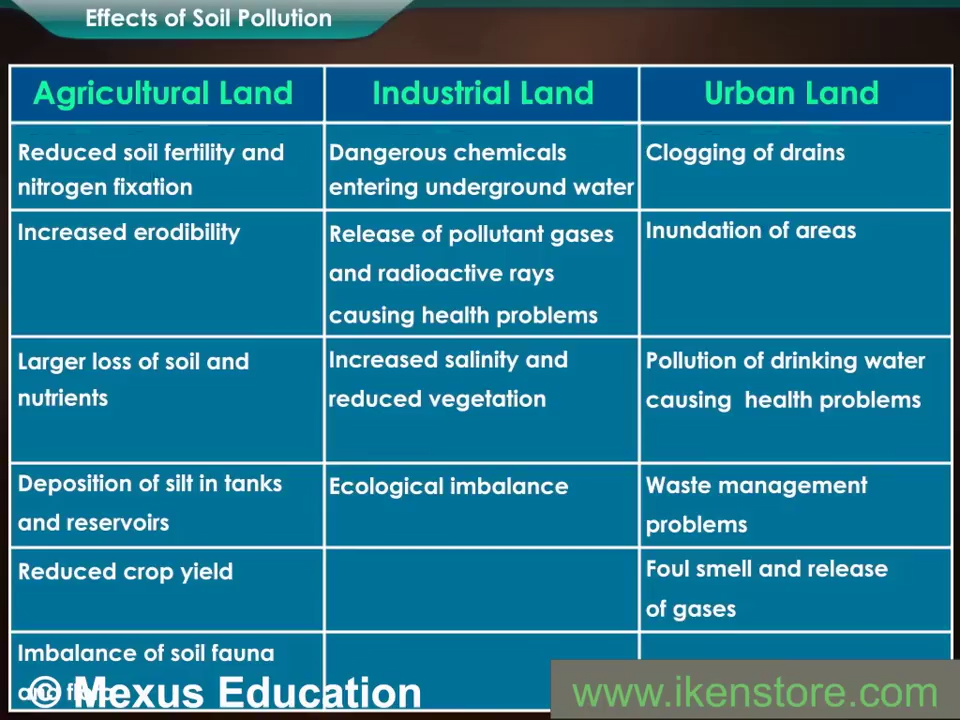 Effects of Soil Pollution
Agricultural Land
Industrial Land
Urban Land
Reduced soil fertility and
nitrogen fixation
Dangerous chemicals
entering underground water
Clogging of drains
Increased erodibility
Release of pollutant gases
and radioactive rays
causing health problems
Inundation of areas
Larger loss of soil and
nutrients
Increased salinity and
reduced vegetation
Pollution of drinking water
causing health problems
Deposition of silt in tanks
and reservoirs
Ecological imbalance
Waste management
problems
Reduced crop yield
Foul smell and release
of gases
Imbalance of soil fauna
and
© Mexus Education
www.ikenstore.com